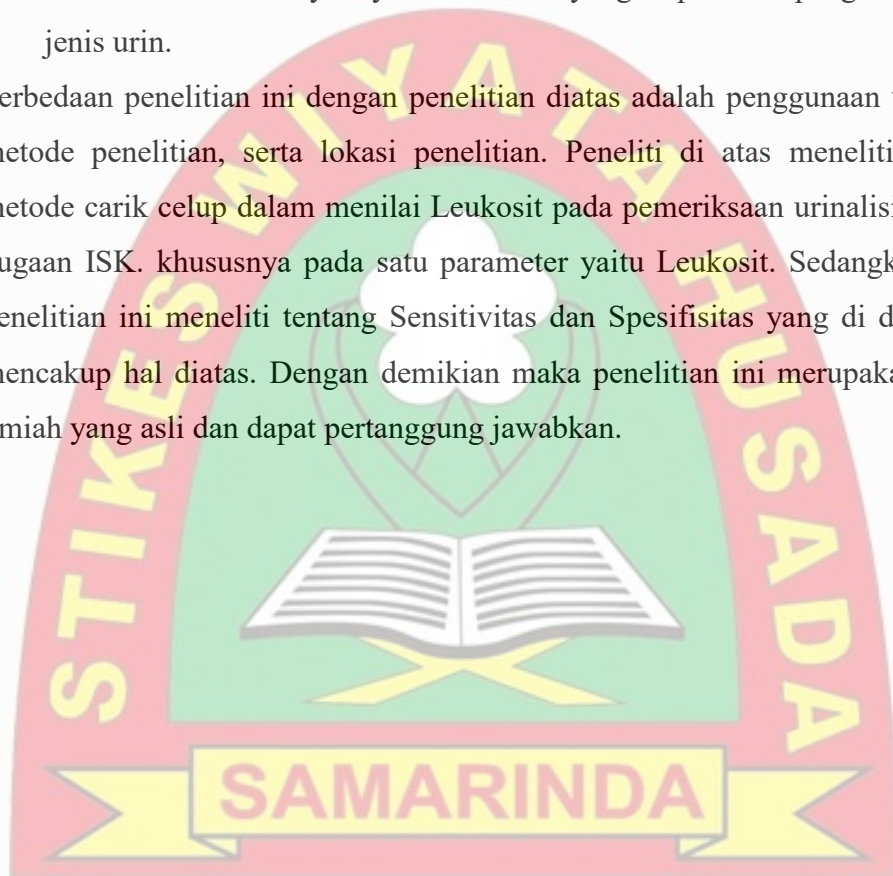 jenis urin.
erbedaan penelitian ini dengan penelitian diatas adalah penggunaan
etode penelitian, serta lokasi penelitian. Peneliti di atas meneliti
etode carik celup dalam menilai Leukosit pada pemeriksaan urinalis
ugaan ISK. khususnya pada satu parameter yaitu Leukosit. Sedangk
enelitian ini meneliti tentang Sensitivitas dan Spesifisitas yang di d
encakup hal diatas. Dengan demikian maka penelitian ini merupaka
miah yang asli dan dapat pertanggung jawabkan.
STIKES WIYATA HUSADA
SAMARINDA